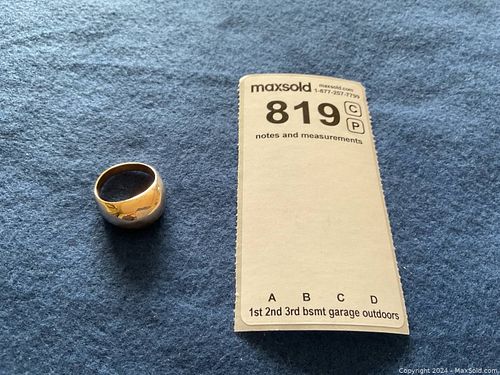 maxsold maxsold.com
1-877-257-7799
819 C
P
notes and measurements
A B C D
1st 2nd 3rd bsmt garage outdoors
Copyright 2024 - MaxSold.com